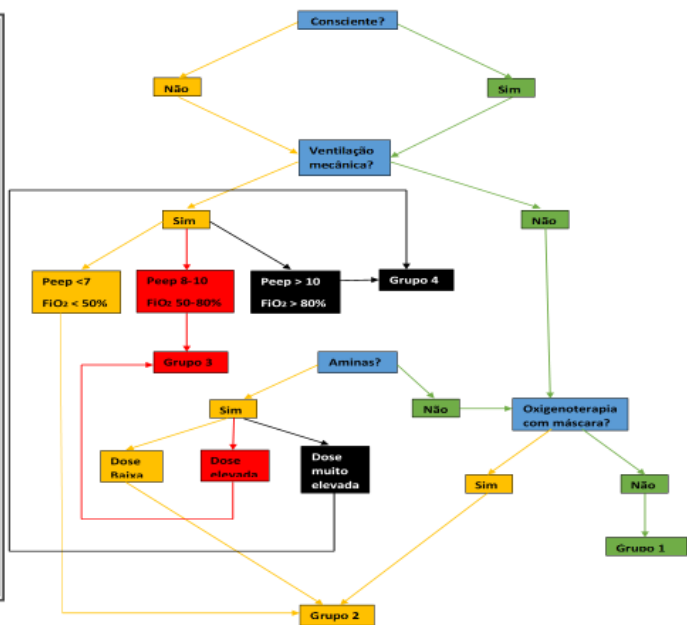 Consciente?
Não
Sim
Ventilação
mecânica?
Sim
Não
Peep <7
FiO₂ < 50%
Peep 8-10
FiO₂ 50-80%
Peep > 10
FiO₂ > 80%
Grupo 4
Grupo 3
Aminas?
Sim
Não
Oxigenoterapia
com máscara?
Dose
Baixa
Dose
elevada
Dose
muito
elevada
Sim
Não
Grupo 1
Grupo 2